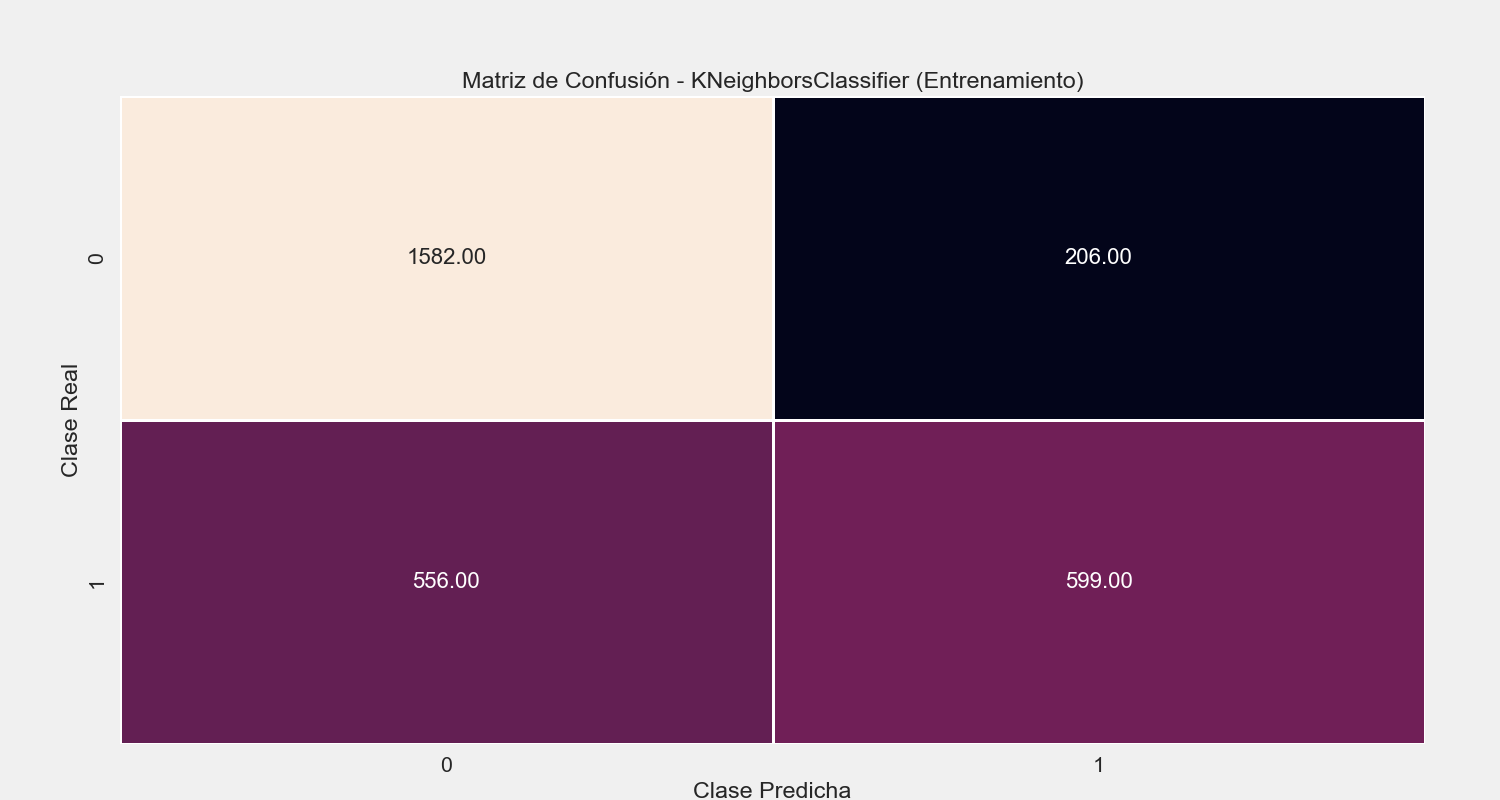 Matriz de Confusión - KNeighborsClassifier (Entrenamiento)
1582.00
206.00
0
Clase Real
556.00
599.00
1
0
1
Clase Predicha